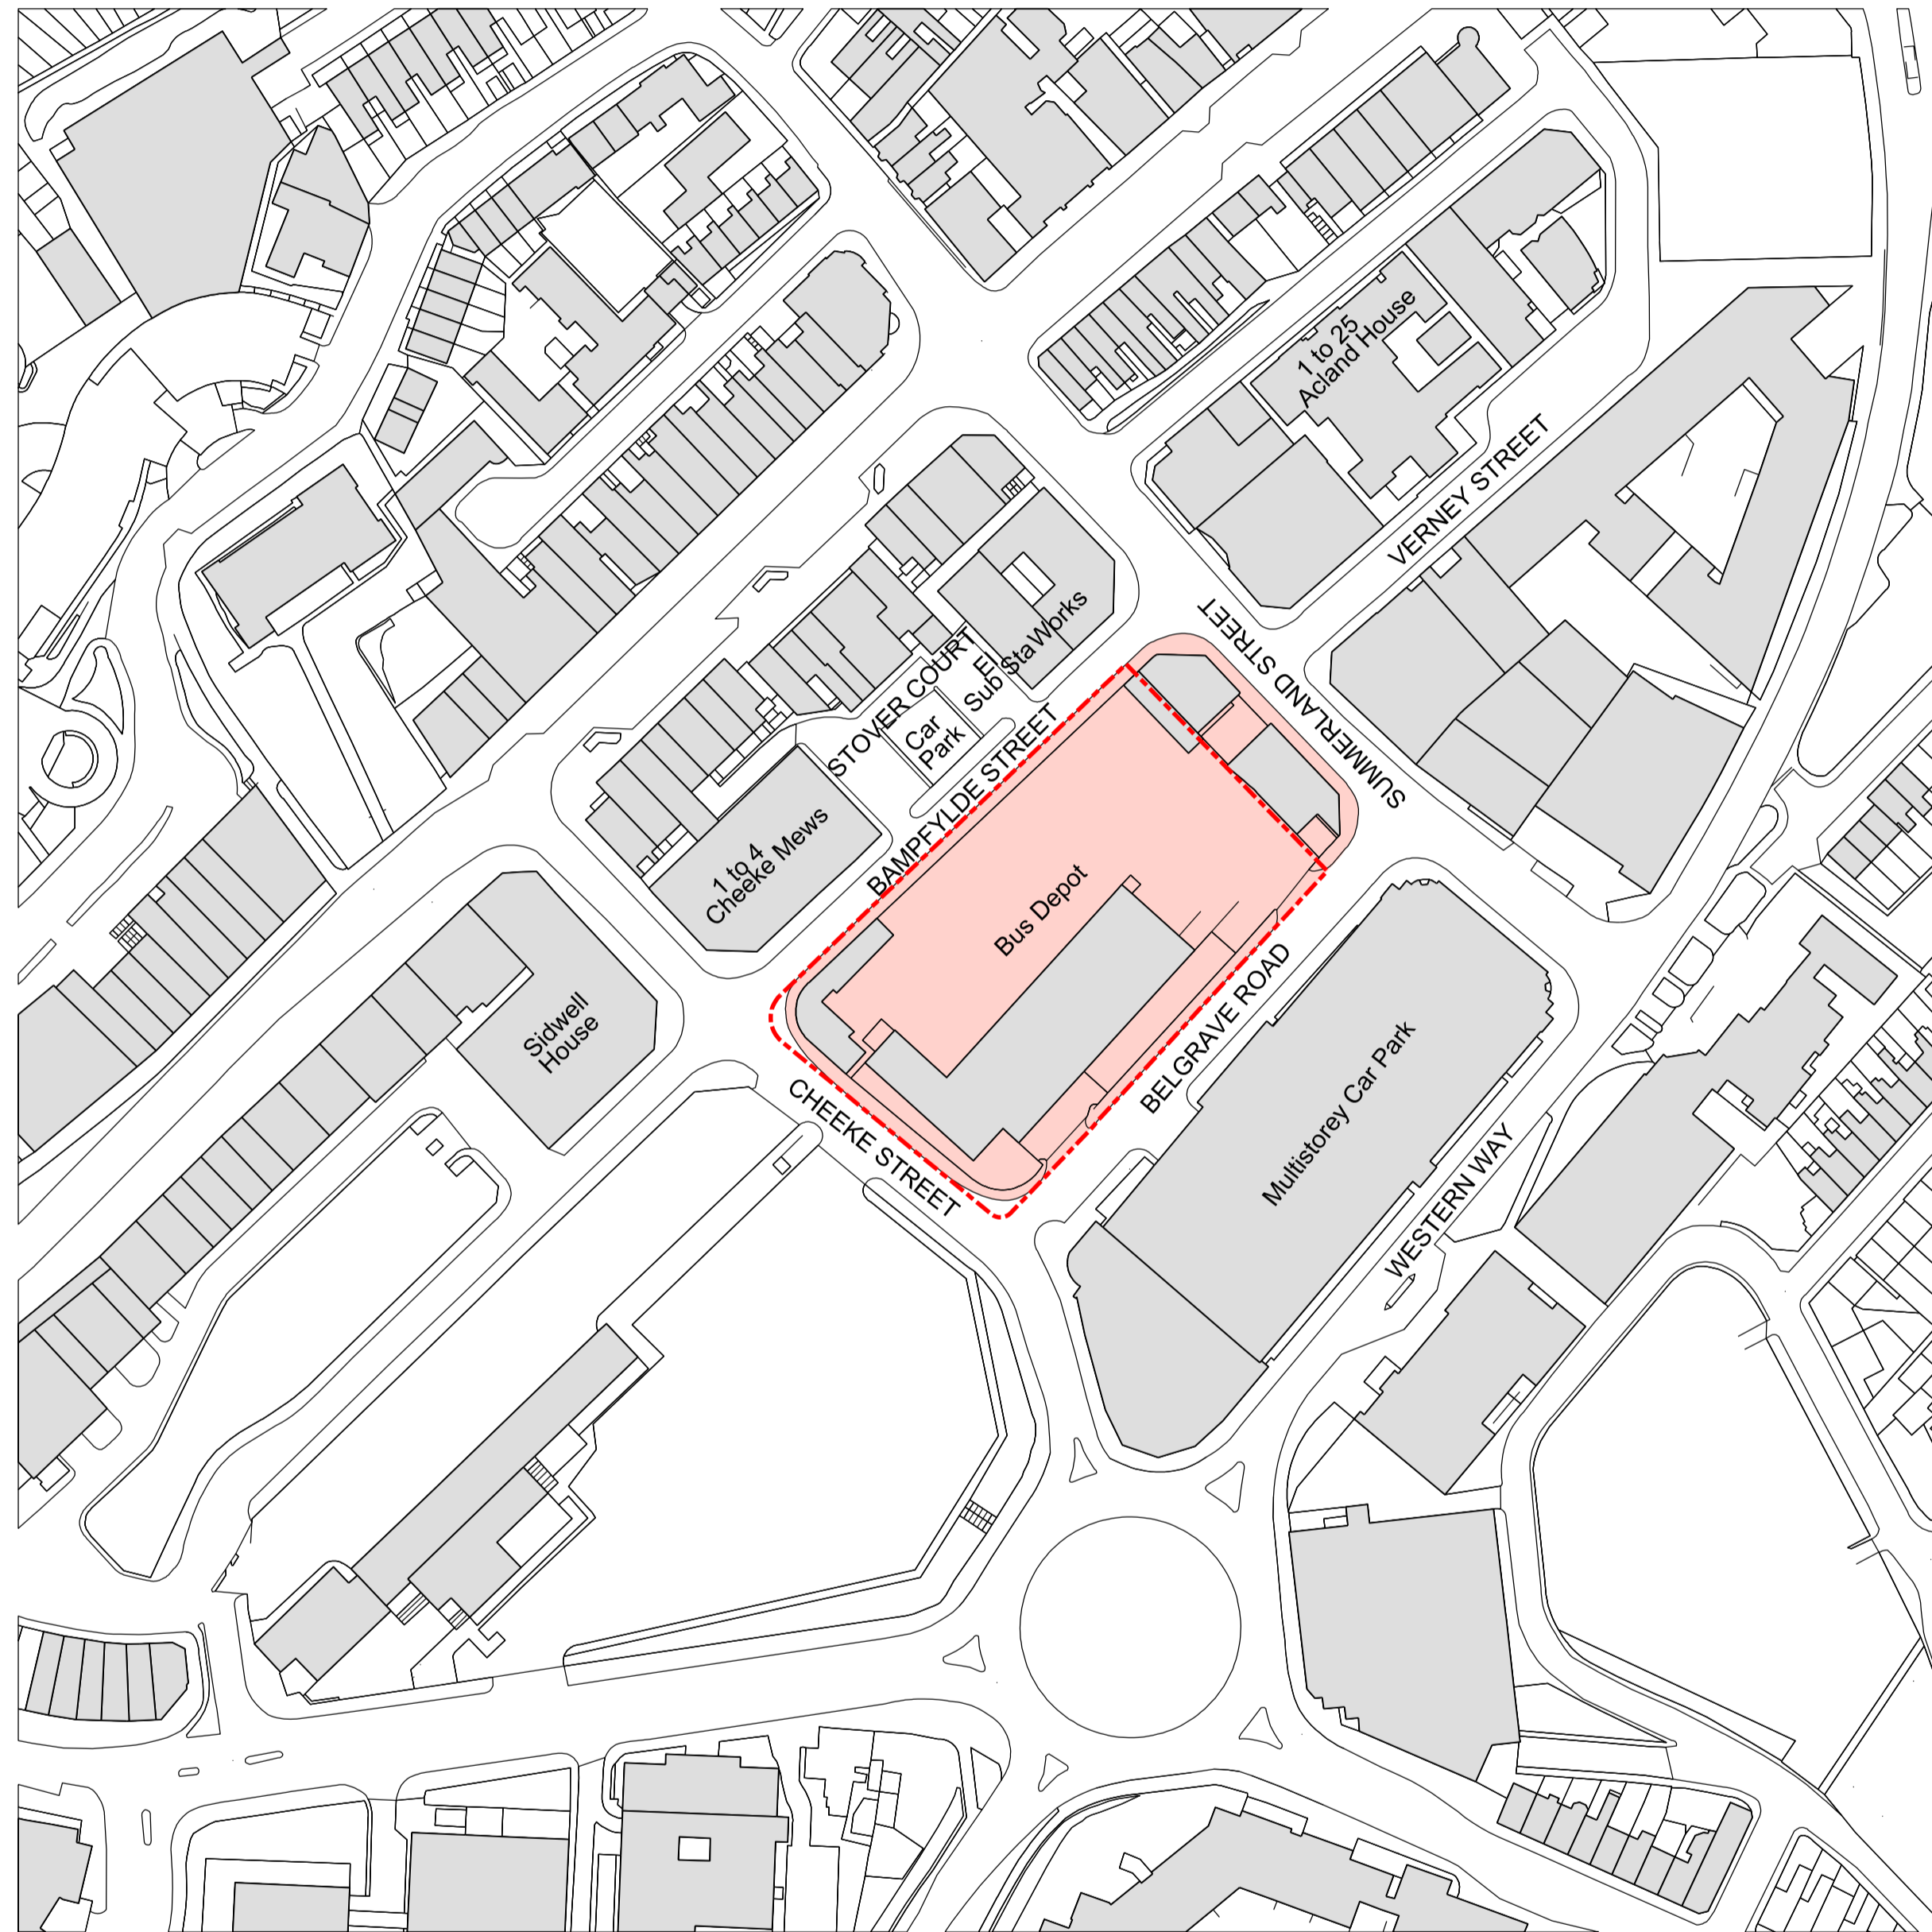 1 to 25
Acland House
VERNEY STREET
SUMMERLAND STREET
El
Sub Sta
Works
STOVER COURT
Car
Park
BAMPFYLDE STREET
1 to 4
Cheeke Mews
Bus Depot
BELGRAVE ROAD
Sidwell
House
CHEEKE STREET
Multistorey Car Park
WESTERN WAY